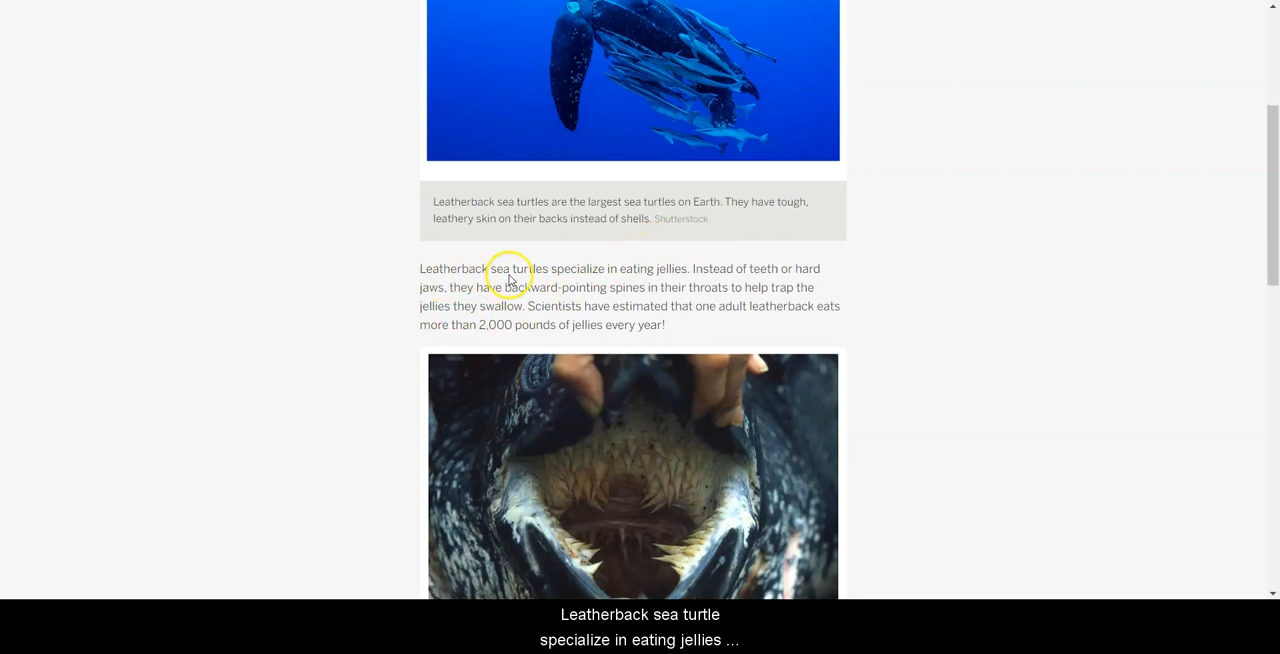 Leatherback sea turtles are the largest sea turtles on Earth. They have tough,
leathery skin on their backs instead of shells. Shutterstock
Leatherback sea turtles specialize in eating jellies. Instead of teeth or hard
jaws, they have backward-pointing spines in their throats to help trap the
jellies they swallow. Scientists have estimated that one adult leatherback eats
more than 2,000 pounds of jellies every year!
Leatherback sea turtle
specialize in eating jellies ...